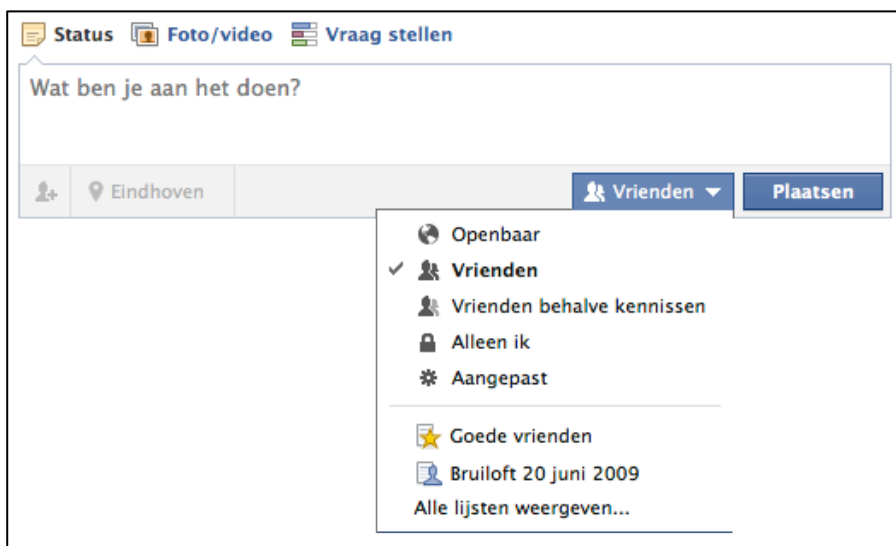 Status Foto/video Vraag stellen
Wat ben je aan het doen?
Eindhoven Vrienden Plaatsen
Openbaar
Vrienden
Vrienden behalve kennissen
Alleen ik
Aangepast
Goede vrienden
Bruiloft 20 juni 2009
Alle lijsten weergeven...